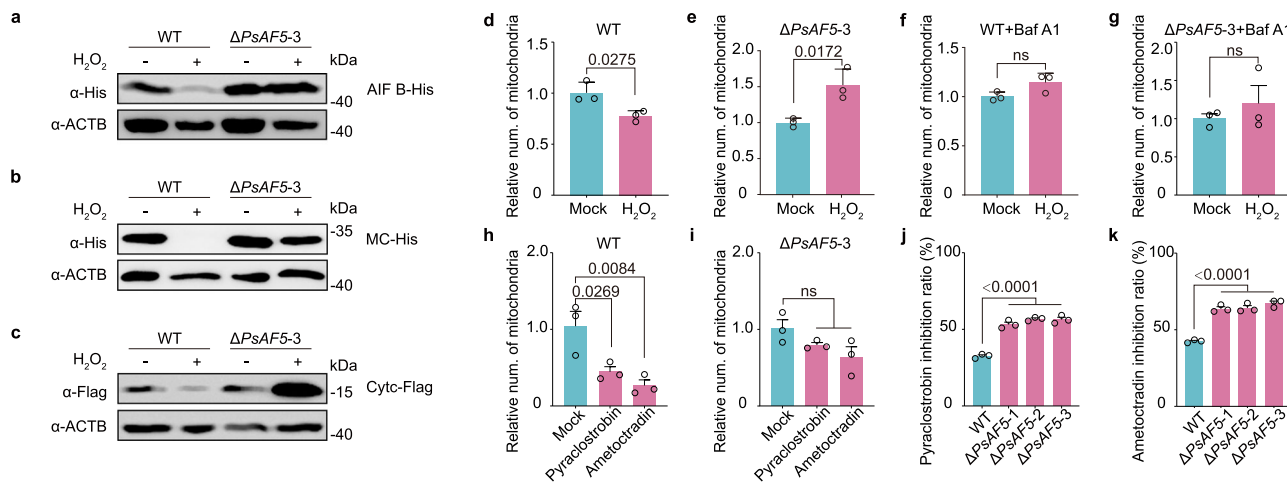 a
WT
ΔPsAF5-3
H₂O₂
-
+
-
+
kDa
α-His
-40
AIF B-His
α-ACTB
-40
b
WT
ΔPsAF5-3
H₂O₂
-
+
-
+
kDa
-35
α-His
MC-His
α-ACTB
-40
c
WT
ΔPsAF5-3
H₂O₂
-
+
-
+
kDa
α-Flag
-15
Cytc-Flag
α-ACTB
-40
d
WT
Relative num. of mitochondria
1.5
1.0
0.5
0
0.0275
Mock
H₂O₂
e
ΔPsAF5-3
Relative num. of mitochondria
2.0
1.5
1.0
0.5
0
0.0172
Mock
H₂O₂
f
WT+Baf A1
Relative num. of mitochondria
1.5
1.0
0.5
0
ns
Mock
H₂O₂
g
ΔPsAF5-3+Baf A1
Relative num. of mitochondria
2.0
1.5
1.0
0.5
0
ns
Mock
H₂O₂
h
WT
Relative num. of mitochondria
2.0
1.0
0
0.0084
0.0269
Mock
Pyraclostrobin
Ametoctradin
i
ΔPsAF5-3
Relative num. of mitochondria
2.0
1.0
0
ns
Mock
Pyraclostrobin
Ametoctradin
j
Pyraclostrobin inhibition ratio (%)
100
50
0
<0.0001
WT
ΔPsAF5-1
ΔPsAF5-2
ΔPsAF5-3
k
Ametoctradin inhibition ratio (%)
100
50
0
<0.0001
WT
ΔPsAF5-1
ΔPsAF5-2
ΔPsAF5-3